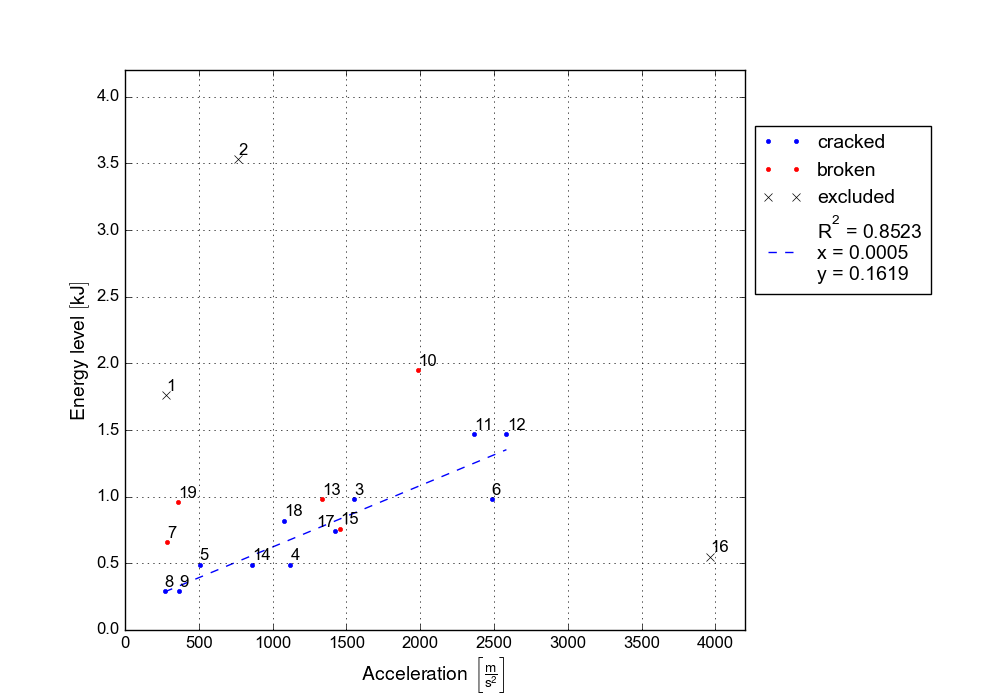 4.0
3.5
3.0
2.5
2.0
1.5
1.0
0.5
0.0
0 500 1000 1500 2000 2500 3000 3500 4000
Energy level [kJ]
Acceleration [m/s²]
2
1
10
11 12
19 13 3 6
18
17 15
7
5 14 4
16
8 9
cracked
broken
excluded
R² = 0.8523
x = 0.0005
y = 0.1619